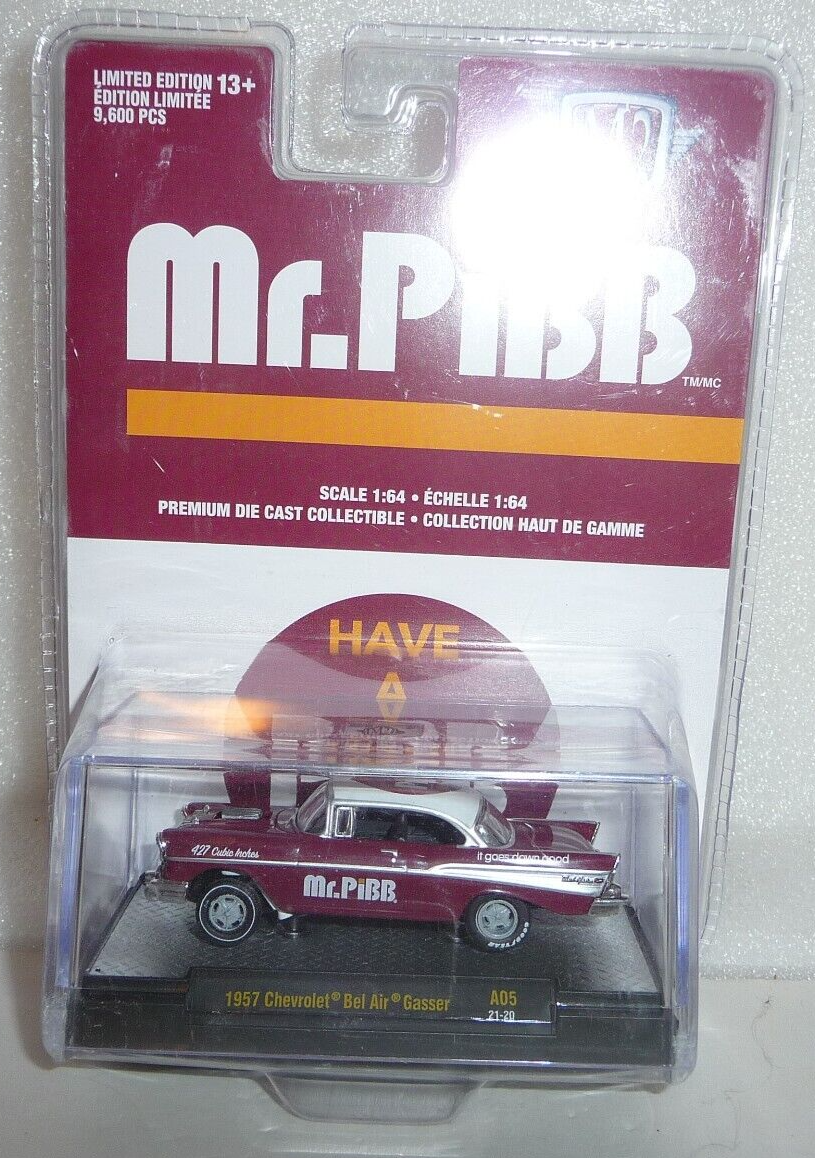 LIMITED EDITION 13+
ÉDITION LIMITÉE
9,600 PCS
Mr.PiBB
TM/MC
SCALE 1:64 • ÉCHELLE 1:64
PREMIUM DIE CAST COLLECTIBLE • COLLECTION HAUT DE GAMME
HAVE
A
427 Cubic Inches
it goes down good
Mr.PiBB
GOODYEAR
1957 Chevrolet® Bel Air® Gasser A05
21-20